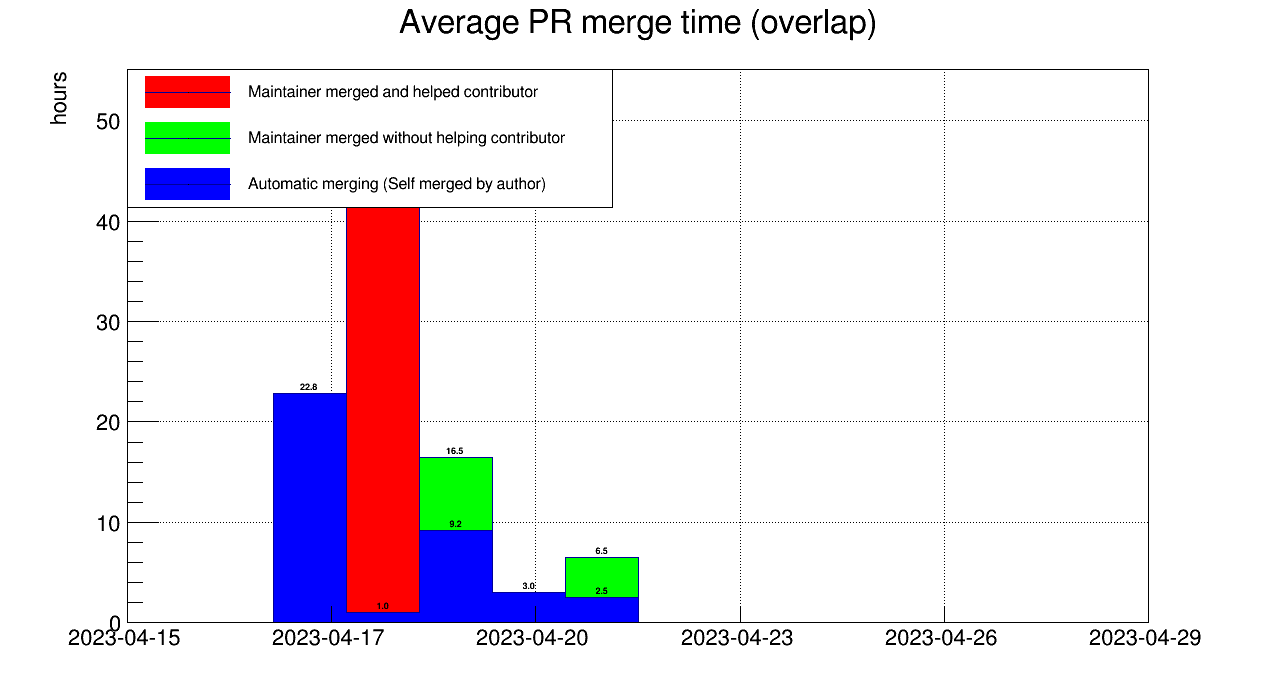 Average PR merge time (overlap)
hours
Maintainer merged and helped contributor
Maintainer merged without helping contributor
Automatic merging (Self merged by author)
50
40
30
20
10
0
22.8
1.0
16.5
9.2
3.0
6.5
2.5
2023-04-15 2023-04-17 2023-04-20 2023-04-23 2023-04-26 2023-04-29